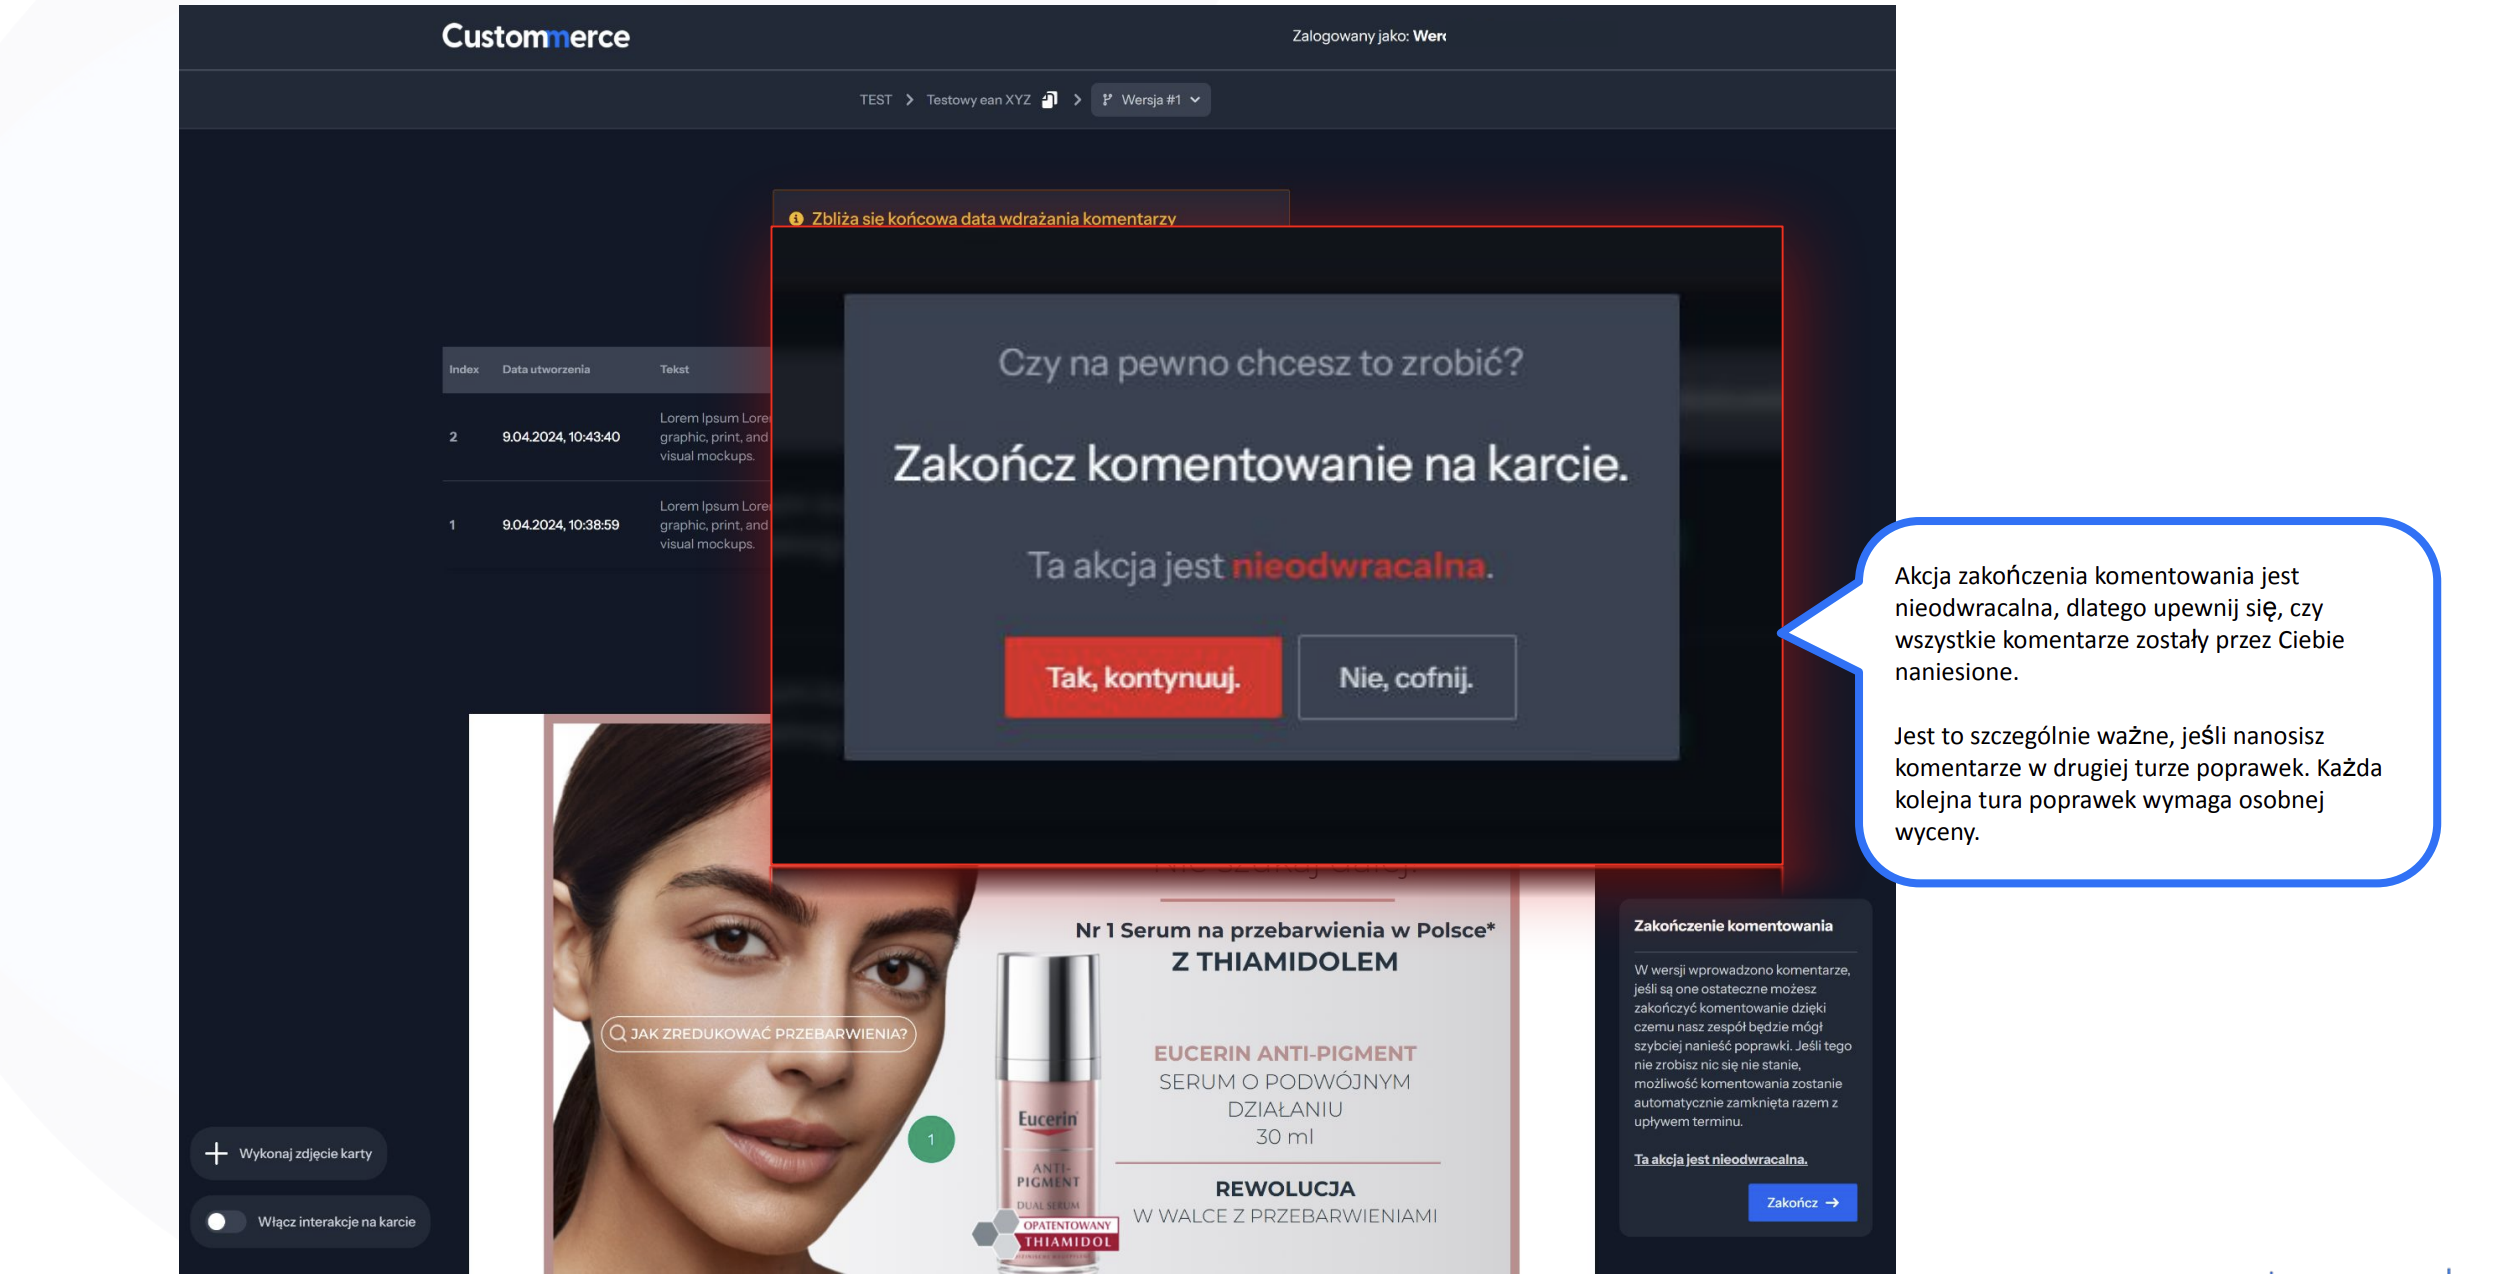 Custommerce
Zalogowany jako: Werc
TEST > Testowy ean XYZ > Wersja #1
Zbliża się końcowa data wdrażania komentarzy
Index Data utworzenia Tekst
2 9.04.2024, 10:43:40
Lorem Ipsum Lore
graphic, print, and
visual mockups.
1 9.04.2024, 10:38:59
Lorem Ipsum Lore
graphic, print, and
visual mockups.
Czy na pewno chcesz to zrobić?
Zakończ komentowanie na karcie.
Ta akcja jest nieodwracalna.
Tak, kontynuuj.
Nie, cofnij.
Akcja zakończenia komentowania jest
nieodwracalna, dlatego upewnij się, czy
wszystkie komentarze zostały przez Ciebie
naniesione.
Jest to szczególnie ważne, jeśli nanosisz
komentarze w drugiej turze poprawek. Każda
kolejna tura poprawek wymaga osobnej
wyceny.
Nr 1 Serum na przebarwienia w Polsce*
Z THIAMIDOLEM
JAK ZREDUKOWAĆ PRZEBARWIENIA?
EUCERIN ANTI-PIGMENT
SERUM O PODWÓJNYM
DZIAŁANIU
30 ml
REWOLUCJA
W WALCE Z PRZEBARWIENIAMI
1
Eucerin
ANTI-
PIGMENT
DUAL SERUM
OPATENTOWANY
THIAMIDOL
Zakończenie komentowania
W wersji wprowadzono komentarze,
jeśli są one ostateczne możesz
zakończyć komentowanie dzięki
czemu nasz zespół będzie mógł
szybciej nanieść poprawki. Jeśli tego
nie zrobisz nic się nie stanie,
możliwość komentowania zostanie
automatycznie zamknięta razem z
upływem terminu.
Ta akcja jest nieodwracalna.
Zakończ →
Wykonaj zdjęcie karty
Włącz interakcje na karcie